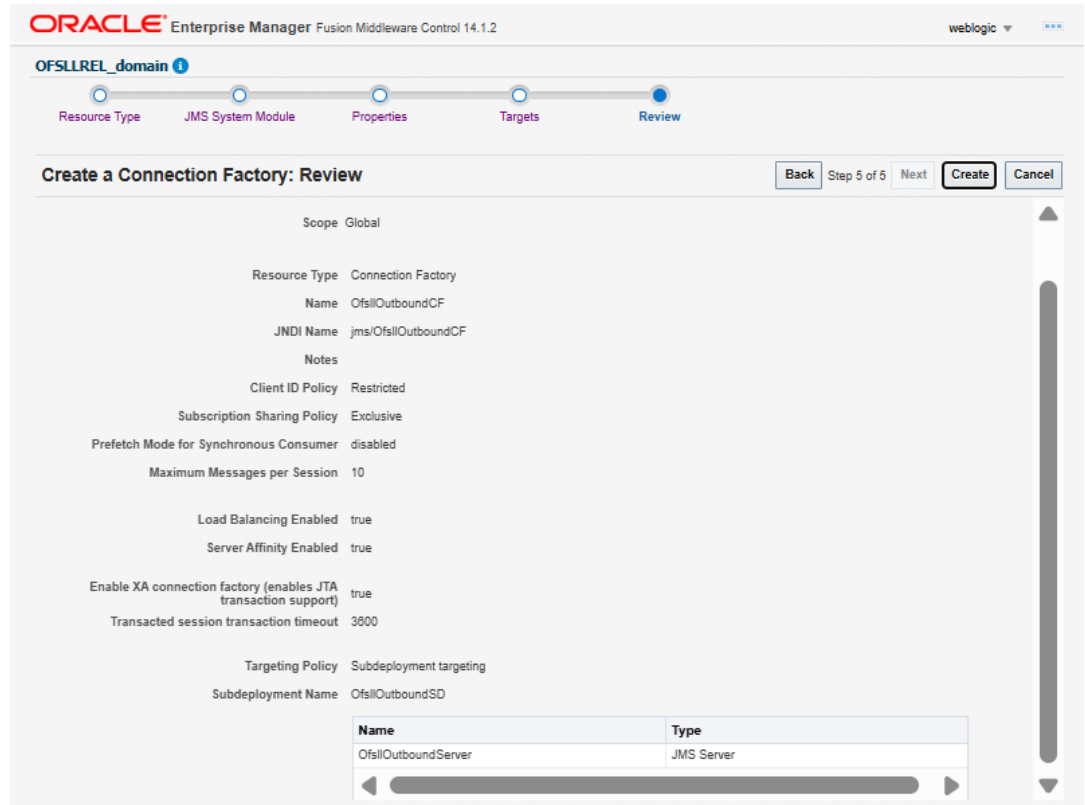 ORACLE Enterprise Manager Fusion Middleware Control 14.1.2 weblogic
OFSLLREL_domain
Resource Type JMS System Module Properties Targets Review
Create a Connection Factory: Review Back Step 5 of 5 Next Create Cancel
Scope Global
Resource Type Connection Factory
Name OfsllOutboundCF
JNDI Name jms/OfsllOutboundCF
Notes
Client ID Policy Restricted
Subscription Sharing Policy Exclusive
Prefetch Mode for Synchronous Consumer disabled
Maximum Messages per Session 10
Load Balancing Enabled true
Server Affinity Enabled true
Enable XA connection factory (enables JTA
transaction support) true
Transacted session transaction timeout 3600
Targeting Policy Subdeployment targeting
Subdeployment Name OfsllOutboundSD
Name Type
OfsllOutboundServer JMS Server